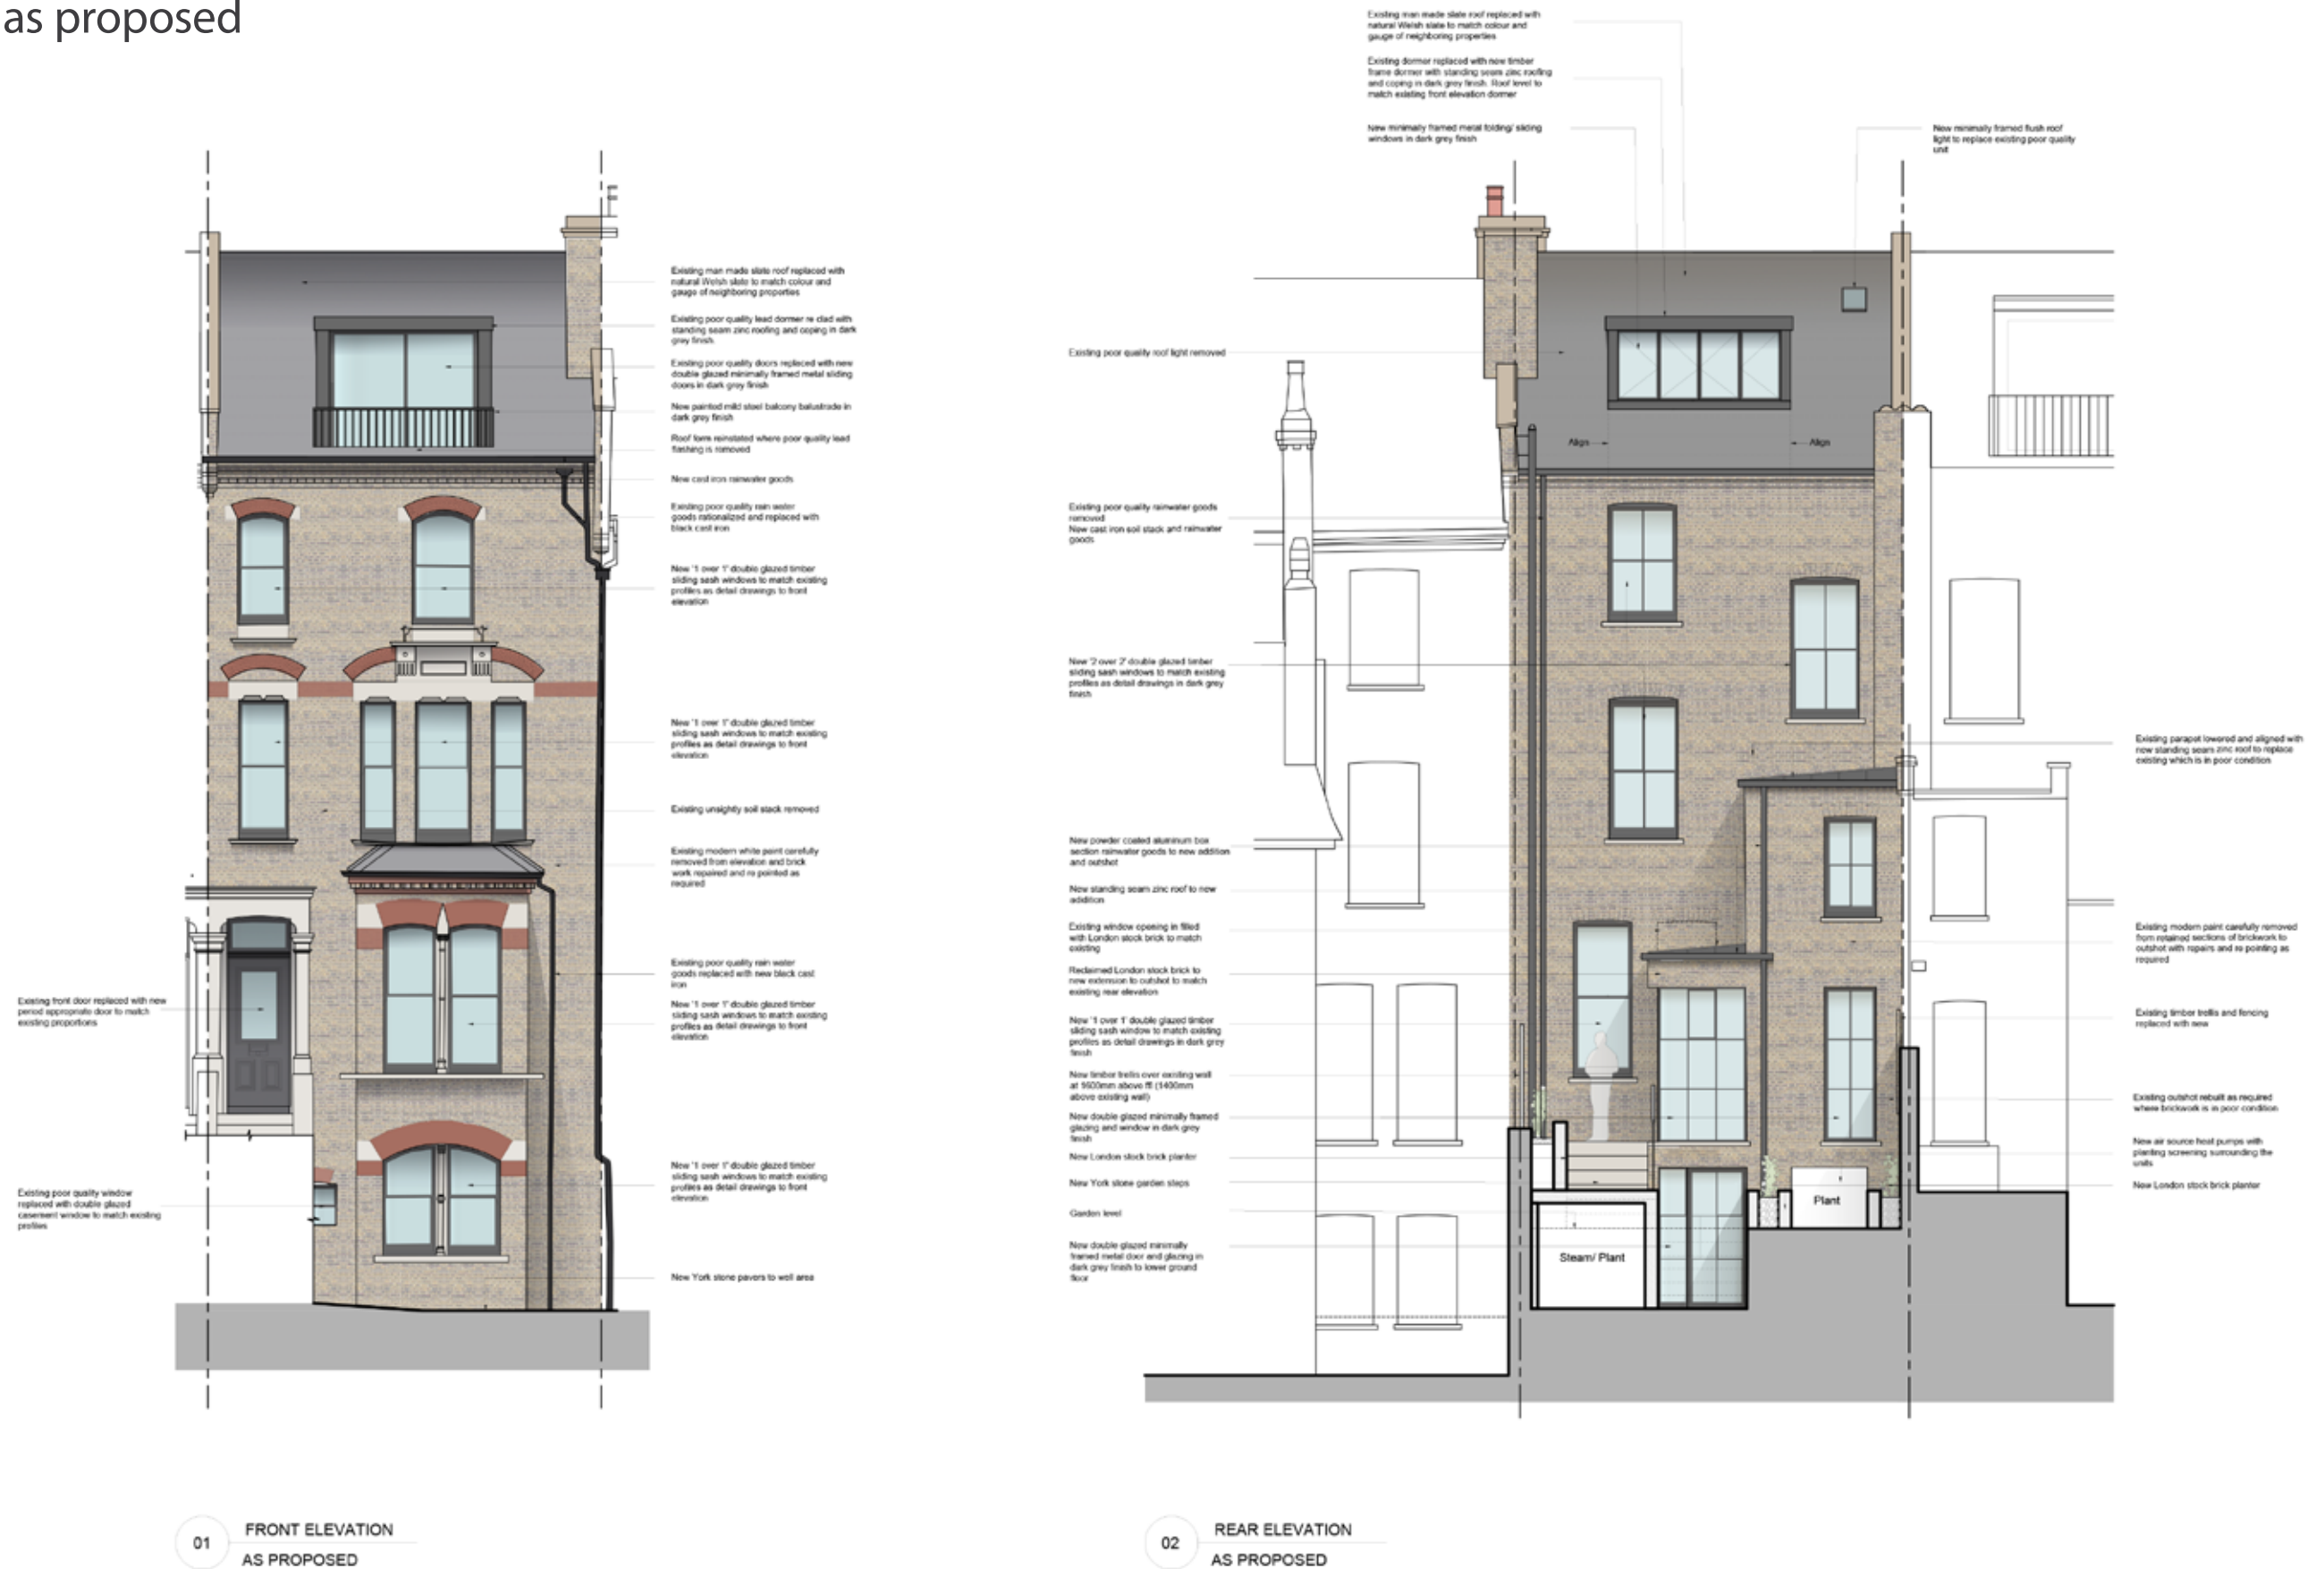 as proposed
Existing man made slate roof replaced with
natural Welsh slate to match colour and
gauge of neighboring properties
Existing poor quality lead dormer re clad with
standing seam zinc roofing and coping in dark
grey finish
Existing poor quality doors replaced with new
double glazed minimally framed metal sliding
doors in dark grey finish
New painted mild steel balcony balustrade in
dark grey finish
Roof form reinstated where poor quality lead
flashing is removed
New cast iron rainwater goods
Existing poor quality rain water
goods rationalized and replaced with
black cast iron
New '1 over 1' double glazed timber
sliding sash windows to match existing
profiles as detail drawings to front
elevation
New '1 over 1' double glazed timber
sliding sash windows to match existing
profiles as detail drawings to front
elevation
Existing unsightly soil stack removed
Existing modern white paint carefully
removed from elevation and brick
work repaired and re pointed as
required
Existing poor quality rain water
goods replaced with new black cast
iron
New '1 over 1' double glazed timber
sliding sash windows to match existing
profiles as detail drawings to front
elevation
New '1 over 1' double glazed timber
sliding sash windows to match existing
profiles as detail drawings to front
elevation
New York stone pavers to well area
Existing front door replaced with new
period appropriate door to match
existing proportions
Existing poor quality window
replaced with double glazed
casement window to match existing
profiles
01
FRONT ELEVATION
AS PROPOSED
Existing man made slate roof replaced with
natural Welsh slate to match colour and
gauge of neighboring properties
Existing dormer replaced with new timber
frame dormer with standing seam zinc roofing
and coping in dark grey finish. Roof level to
match existing front elevation dormer
New minimally framed metal folding/ sliding
windows in dark grey finish
New minimally framed flush roof
light to replace existing poor quality
unit
Existing poor quality roof light removed
Align
Align
Existing poor quality rainwater goods
removed
New cast iron soil stack and rainwater
goods
New '2 over 2' double glazed timber
sliding sash windows to match existing
profiles as detail drawings in dark grey
finish
New powder coated aluminum box
section rainwater goods to new addition
and outshot
New standing seam zinc roof to new
addition
Existing window opening in filled
with London stock brick to match
existing
Reclaimed London stock brick to
new extension to outshot to match
existing rear elevation
New '1 over 1' double glazed timber
sliding sash window to match existing
profiles as detail drawings in dark grey
finish
New timber trellis over existing wall
at 1600mm above ffl (1400mm
above existing wall)
New double glazed minimally framed
glazing and window in dark grey
finish
New London stock brick planter
New York stone garden steps
Garden level
New double glazed minimally
framed metal door and glazing in
dark grey finish to lower ground
floor
Steam/ Plant
Plant
Existing parapet lowered and aligned with
new standing seam zinc roof to replace
existing which is in poor condition
Existing modern paint carefully removed
from retained sections of brickwork to
outshot with repairs and re pointing as
required
Existing timber trellis and fencing
replaced with new
Existing outshot rebuilt as required
where brickwork is in poor condition
New air source heat pumps with
planting screening surrounding the
units
New London stock brick planter
02
REAR ELEVATION
AS PROPOSED